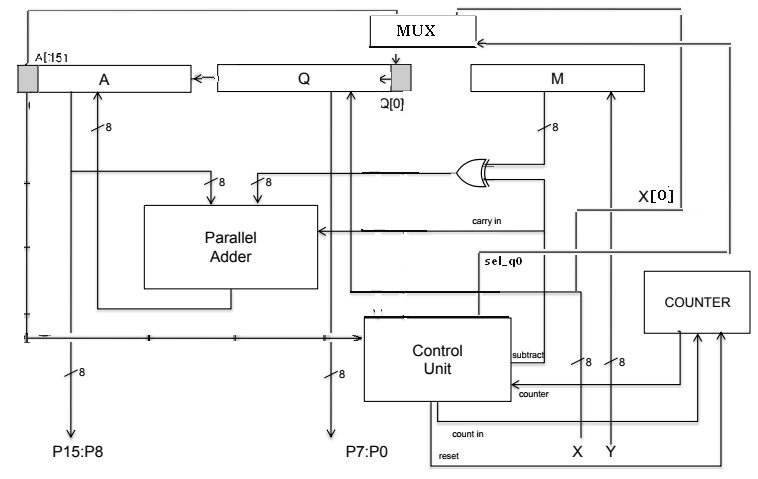 MUX
A[:15]
A
Q
M
Q[0]
8
8
8
8
X[0]
carry in
Parallel
Adder
sel_q0
COUNTER
Control
Unit
subtract
8
8
8
8
counter
count in
reset
P15:P8
P7:P0
X
Y